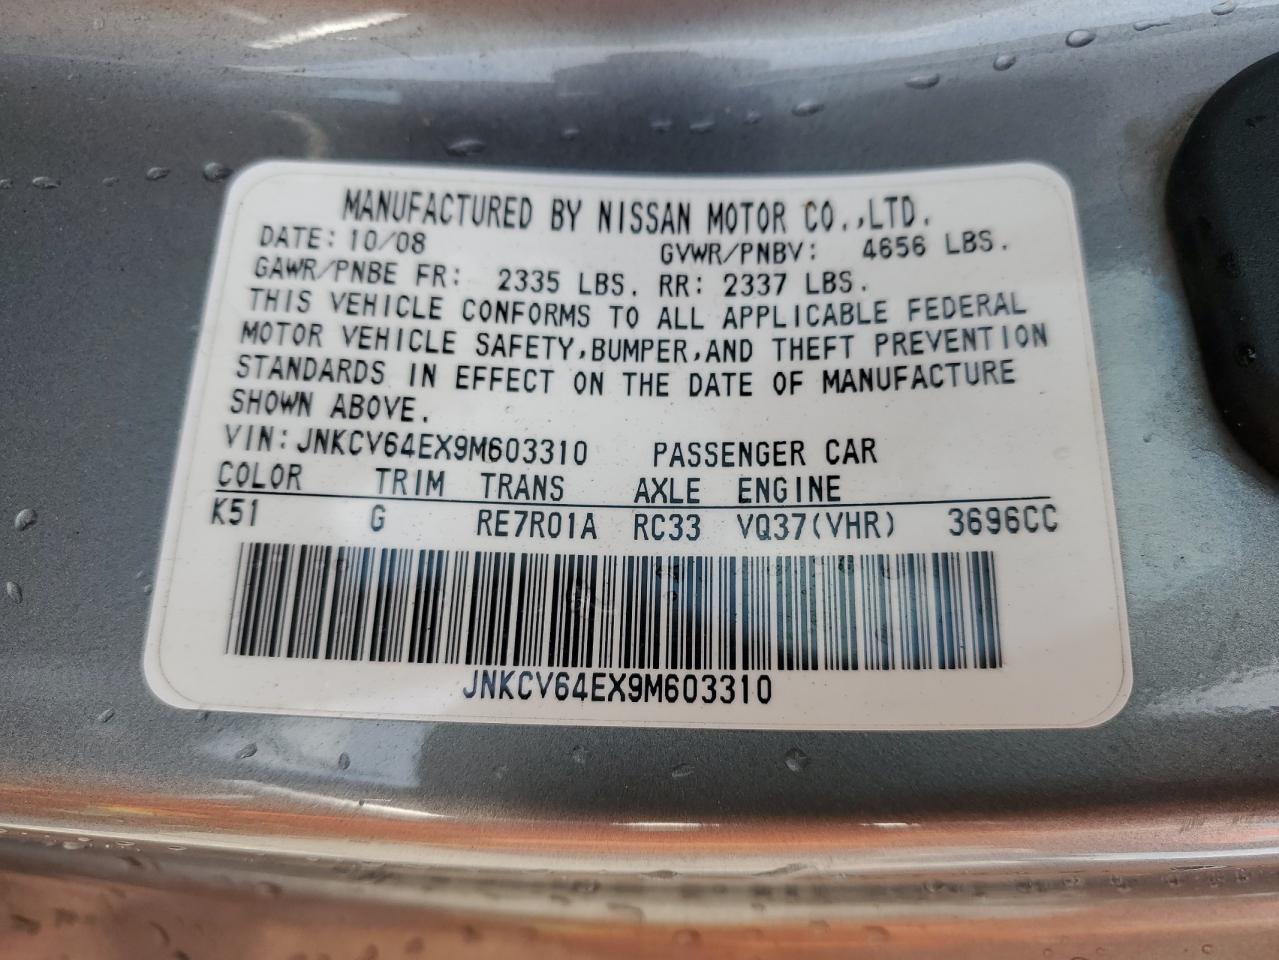 MANUFACTURED BY NISSAN MOTOR CO.,LTD.
DATE: 10/08 GVWR/PNBV: 4656 LBS.
GAWR/PNBE FR: 2335 LBS. RR: 2337 LBS.
THIS VEHICLE CONFORMS TO ALL APPLICABLE FEDERAL
MOTOR VEHICLE SAFETY,BUMPER,AND THEFT PREVENTION
STANDARDS IN EFFECT ON THE DATE OF MANUFACTURE
SHOWN ABOVE.
VIN: JNKCV64EX9M603310 PASSENGER CAR
COLOR TRIM TRANS AXLE ENGINE
K51 G RE7R01A RC33 VQ37(VHR) 3696CC
JNKCV64EX9M603310